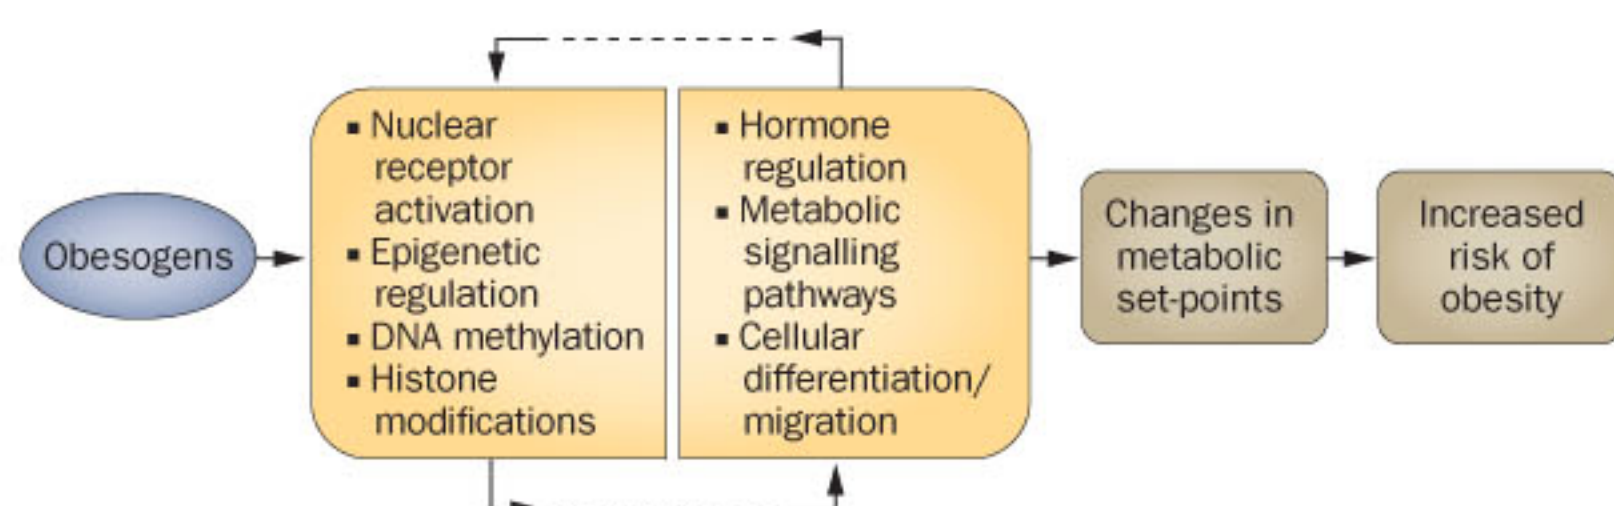 Obesogens
▪ Nuclear
receptor
activation
▪ Epigenetic
regulation
▪ DNA methylation
▪ Histone
modifications
▪ Hormone
regulation
▪ Metabolic
signalling
pathways
▪ Cellular
differentiation/
migration
Changes in
metabolic
set-points
Increased
risk of
obesity